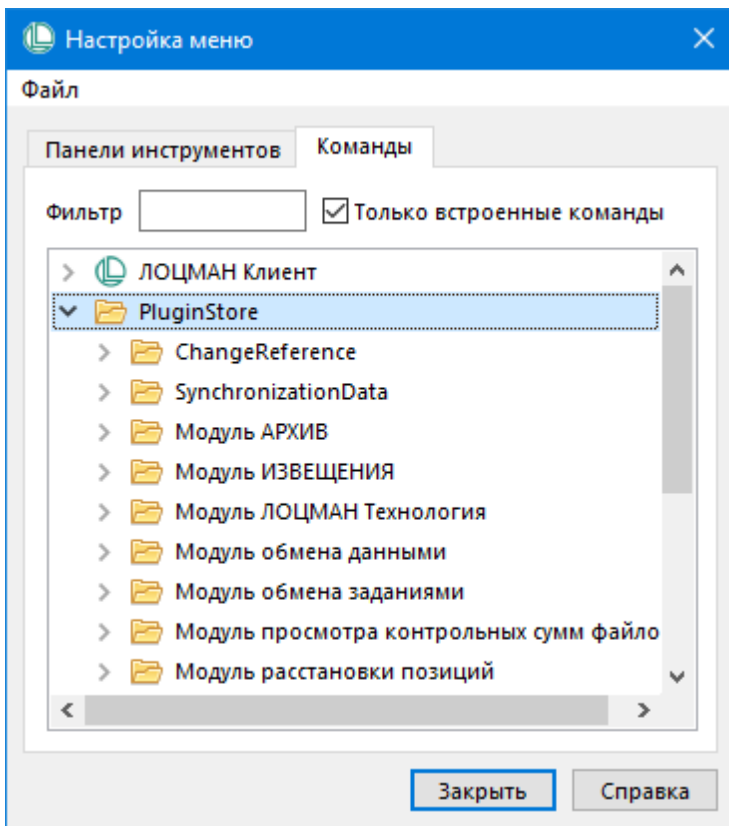 Настройка меню
Файл
Панели инструментов Команды
Фильтр Только встроенные команды
ЛОЦМАН Клиент
PluginStore
ChangeReference
SynchronizationData
Модуль АРХИВ
Модуль ИЗВЕЩЕНИЯ
Модуль ЛОЦМАН Технология
Модуль обмена данными
Модуль обмена заданиями
Модуль просмотра контрольных сумм файло
Модуль расстановки позиций
Закрыть Справка